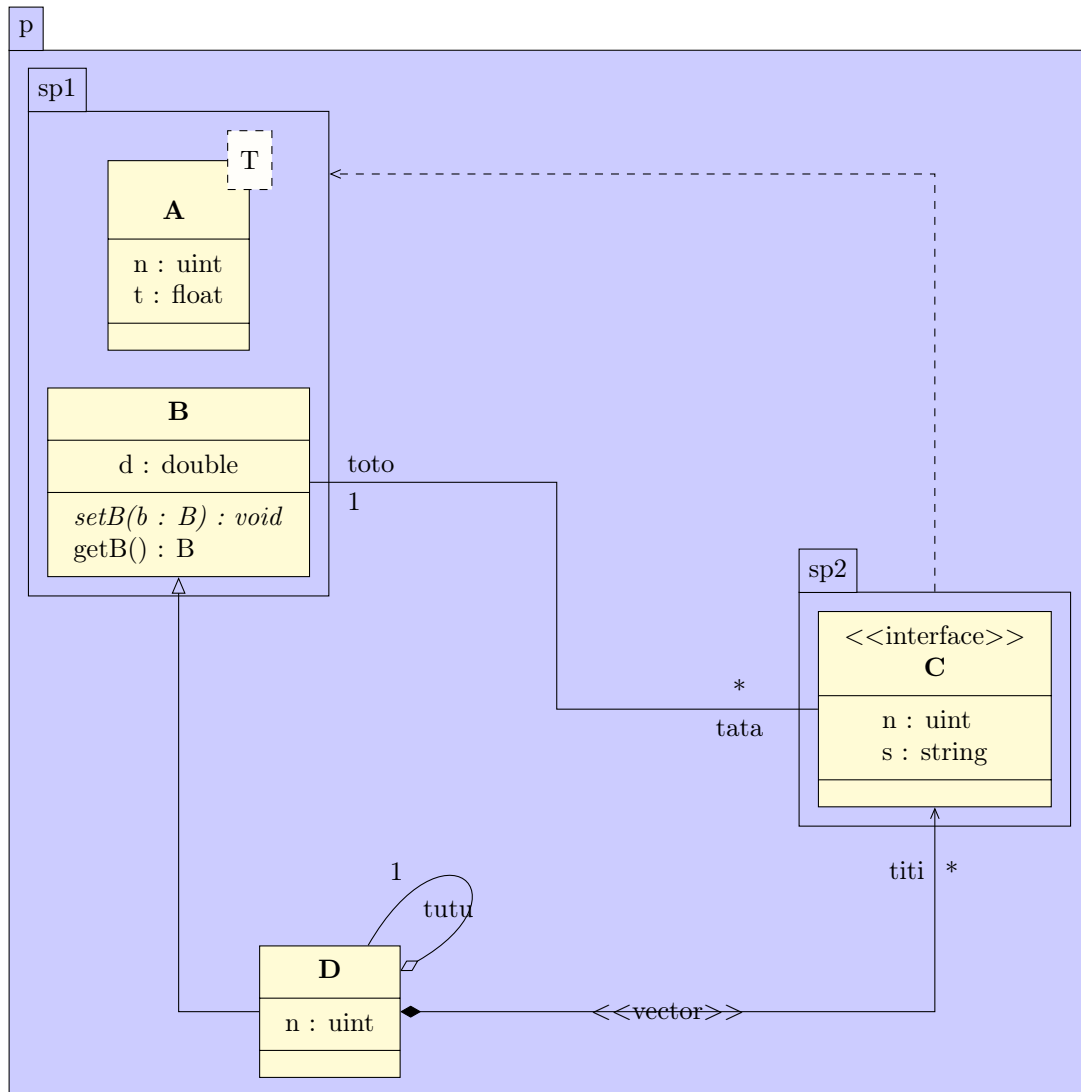 p
sp1
T
A
n : uint
t : float
B
d : double
setB(b : B) : void
getB() : B
toto
1
sp2
<<interface>>
C
n : uint
s : string
*
tata
titi *
1
tutu
D
n : uint
<<vector>>